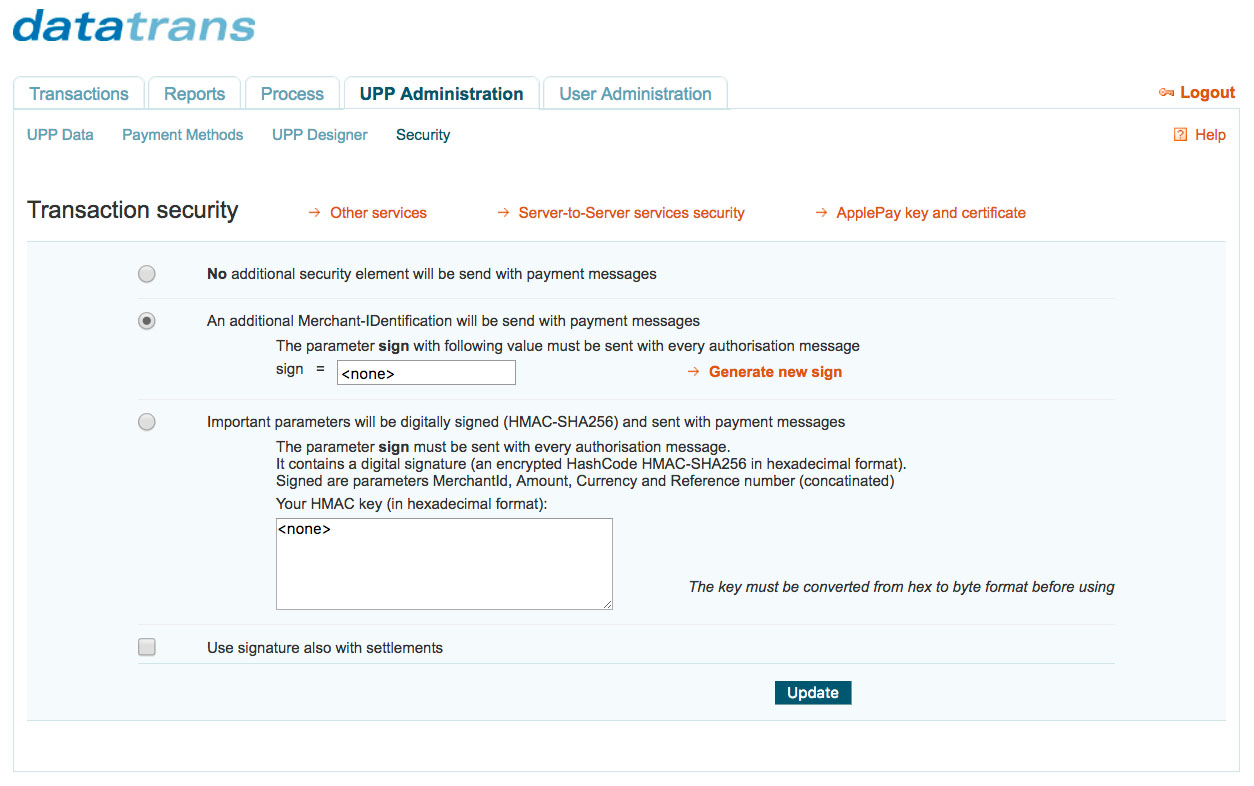 datatrans
Transactions Reports Process UPP Administration User Administration Logout
UPP Data Payment Methods UPP Designer Security Help
Transaction security → Other services → Server-to-Server services security → ApplePay key and certificate
No additional security element will be send with payment messages
An additional Merchant-IDentification will be send with payment messages
The parameter sign with following value must be sent with every authorisation message
sign = <none> → Generate new sign
Important parameters will be digitally signed (HMAC-SHA256) and sent with payment messages
The parameter sign must be sent with every authorisation message.
It contains a digital signature (an encrypted HashCode HMAC-SHA256 in hexadecimal format).
Signed are parameters MerchantId, Amount, Currency and Reference number (concatinated)
Your HMAC key (in hexadecimal format):
<none>
The key must be converted from hex to byte format before using
Use signature also with settlements
Update